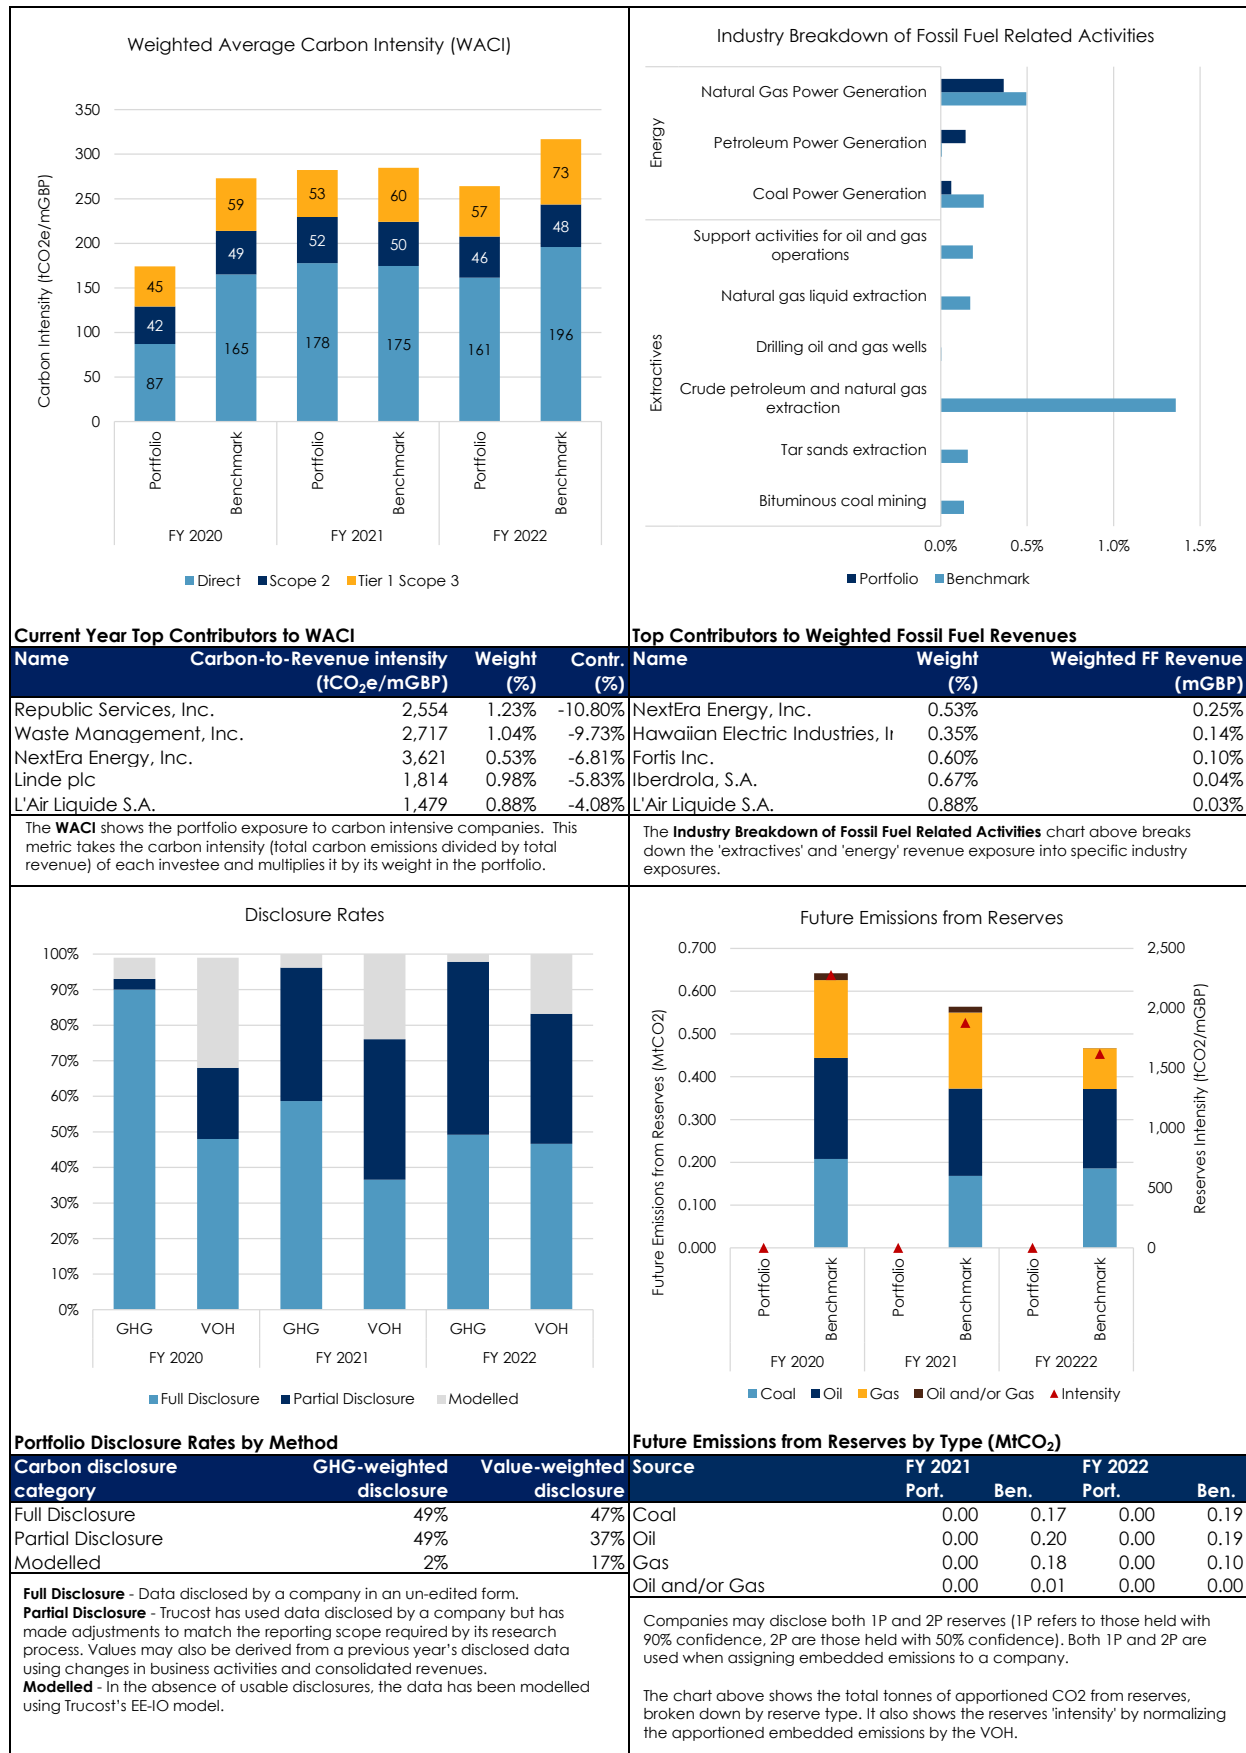 Weighted Average Carbon Intensity (WACI)
Carbon Intensity (tCO2e/mGBP)
350
300
250
200
150
100
50
0
45
42
87
59
49
165
53
52
178
60
50
175
57
46
161
73
48
196
Portfolio
Benchmark
Portfolio
Benchmark
Portfolio
Benchmark
FY 2020
FY 2021
FY 2022
Direct
Scope 2
Tier 1 Scope 3
Industry Breakdown of Fossil Fuel Related Activities
Energy
Natural Gas Power Generation
Petroleum Power Generation
Coal Power Generation
Extractives
Support activities for oil and gas
operations
Natural gas liquid extraction
Drilling oil and gas wells
Crude petroleum and natural gas
extraction
Tar sands extraction
Bituminous coal mining
0.0%
0.5%
1.0%
1.5%
Portfolio
Benchmark
Current Year Top Contributors to WACI
Name Carbon-to-Revenue intensity Weight Contr.
(tCO2e/mGBP) (%) (%)
Republic Services, Inc. 2,554 1.23% -10.80%
Waste Management, Inc. 2,717 1.04% -9.73%
NextEra Energy, Inc. 3,621 0.53% -6.81%
Linde plc 1,814 0.98% -5.83%
L'Air Liquide S.A. 1,479 0.88% -4.08%
The WACI shows the portfolio exposure to carbon intensive companies. This
metric takes the carbon intensity (total carbon emissions divided by total
revenue) of each investee and multiplies it by its weight in the portfolio.
Top Contributors to Weighted Fossil Fuel Revenues
Name Weight Weighted FF Revenue
(%) (mGBP)
NextEra Energy, Inc. 0.53% 0.25%
Hawaiian Electric Industries, Ir 0.35% 0.14%
Fortis Inc. 0.60% 0.10%
Iberdrola, S.A. 0.67% 0.04%
L'Air Liquide S.A. 0.88% 0.03%
The Industry Breakdown of Fossil Fuel Related Activities chart above breaks
down the 'extractives' and 'energy' revenue exposure into specific industry
exposures.
Disclosure Rates
100%
90%
80%
70%
60%
50%
40%
30%
20%
10%
0%
GHG
VOH
GHG
VOH
GHG
VOH
FY 2020
FY 2021
FY 2022
Full Disclosure
Partial Disclosure
Modelled
Future Emissions from Reserves
Future Emissions from Reserves (MtCO2)
0.700
0.600
0.500
0.400
0.300
0.200
0.100
0.000
2,500
2,000
1,500
1,000
500
0
Reserves Intensity (tCO2/mGBP)
Portfolio
Benchmark
Portfolio
Benchmark
Portfolio
Benchmark
FY 2020
FY 2021
FY 20222
Coal
Oil
Gas
Oil and/or Gas
Intensity
Portfolio Disclosure Rates by Method
Carbon disclosure GHG-weighted Value-weighted
category disclosure disclosure
Full Disclosure 49% 47%
Partial Disclosure 49% 37%
Modelled 2% 17%
Full Disclosure - Data disclosed by a company in an un-edited form.
Partial Disclosure - Trucost has used data disclosed by a company but has
made adjustments to match the reporting scope required by its research
process. Values may also be derived from a previous year's disclosed data
using changes in business activities and consolidated revenues.
Modelled - In the absence of usable disclosures, the data has been modelled
using Trucost's EE-IO model.
Future Emissions from Reserves by Type (MtCO2)
Source FY 2021 FY 2022
Port. Ben. Port. Ben.
Coal 0.00 0.17 0.00 0.19
Oil 0.00 0.20 0.00 0.19
Gas 0.00 0.18 0.00 0.10
Oil and/or Gas 0.00 0.01 0.00 0.00
Companies may disclose both 1P and 2P reserves (1P refers to those held with
90% confidence, 2P are those held with 50% confidence). Both 1P and 2P are
used when assigning embedded emissions to a company.
The chart above shows the total tonnes of apportioned CO2 from reserves,
broken down by reserve type. It also shows the reserves 'intensity' by normalizing
the apportioned embedded emissions by the VOH.